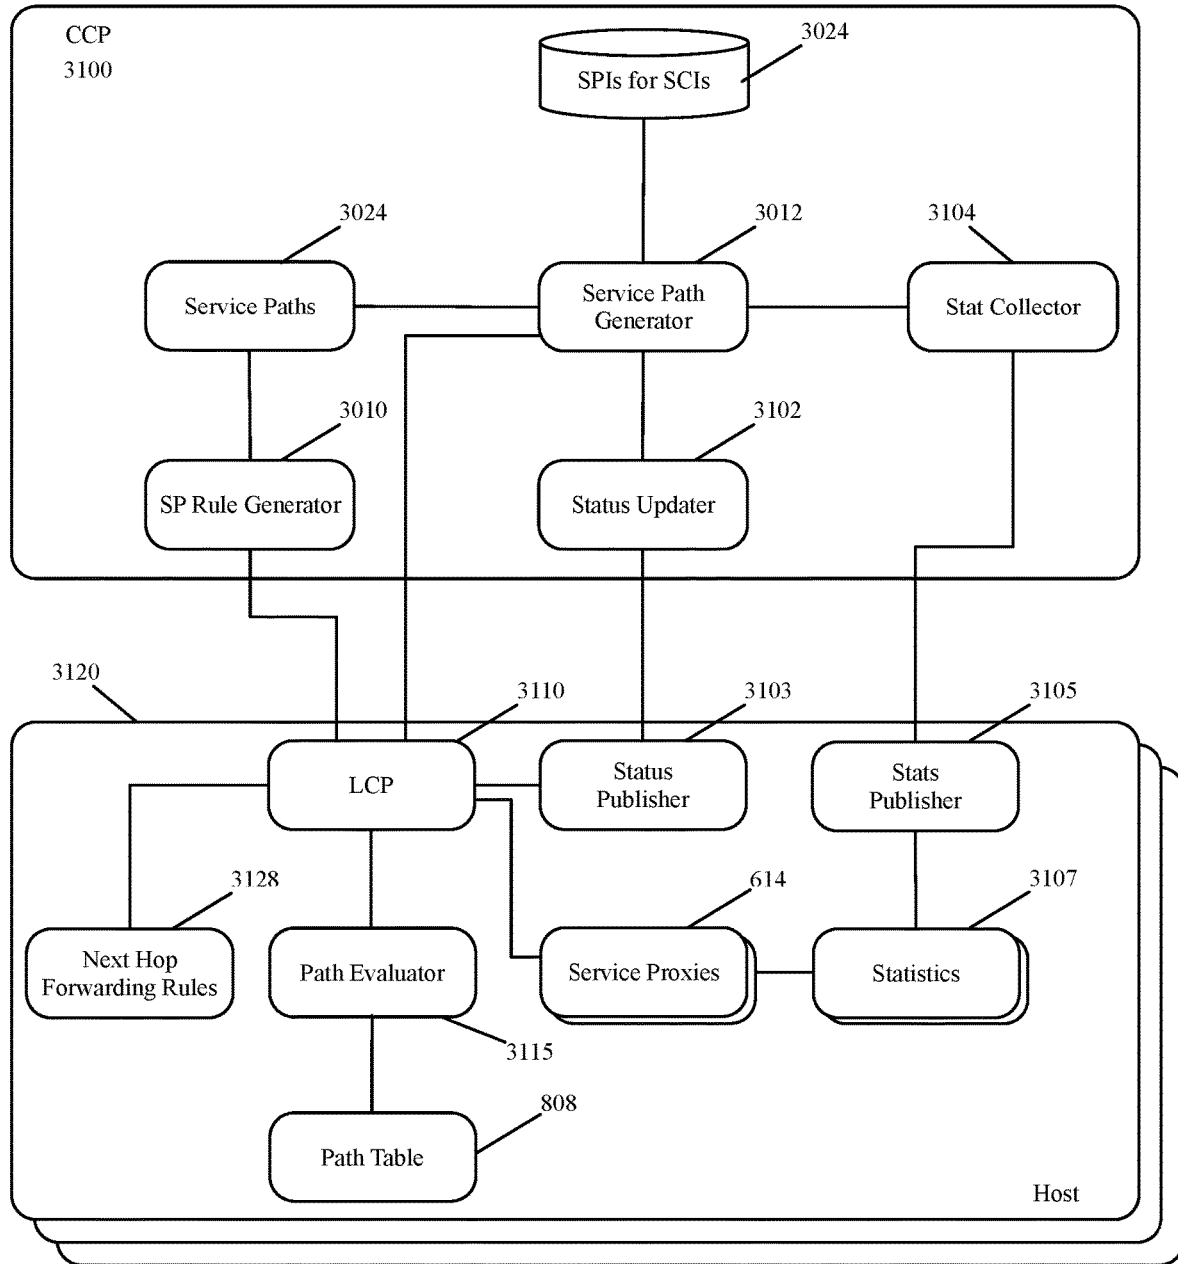 CCP
3100
3024
SPIs for SCIs
3024
3012
3104
Service Paths
Service Path
Generator
Stat Collector
3010
3102
SP Rule Generator
Status Updater
3120
3110
3103
3105
LCP
Status
Publisher
Stats
Publisher
3128
614
3107
Next Hop
Forwarding Rules
Path Evaluator
Service Proxies
Statistics
3115
808
Path Table
Host